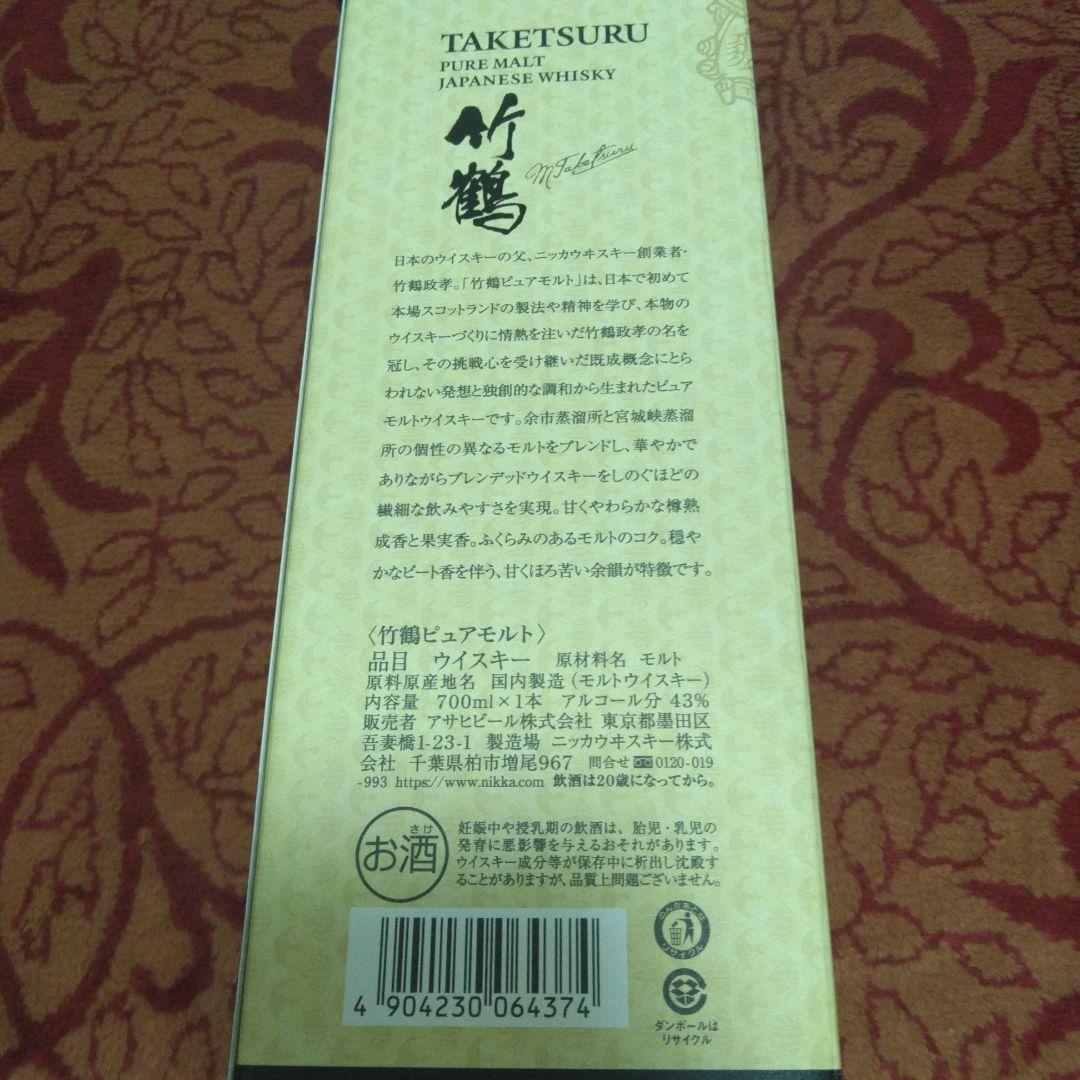 TAKETSURU
PURE MALT
JAPANESE WHISKY
竹鶴
M Taketsuru
日本のウイスキーの父、ニッカウヰスキー創業者・
竹鶴政孝。「竹鶴ピュアモルト」は、日本で初めて
本場スコットランドの製法や精神を学び、本物の
ウイスキーづくりに情熱を注いだ竹鶴政孝の名を
冠し、その挑戦心を受け継いだ既成概念にとら
われない発想と独創的な調和から生まれたピュア
モルトウイスキーです。余市蒸溜所と宮城峡蒸溜
所の個性の異なるモルトをブレンドし、華やかで
ありながらブレンデッドウイスキーをしのぐほどの
繊細な飲みやすさを実現。甘くやわらかな樽熟
成香と果実香。ふくらみのあるモルトのコク。穏や
かなピート香を伴う、甘くほろ苦い余韻が特徴です。
〈竹鶴ピュアモルト〉
品目 ウイスキー 原材料名 モルト
原料原産地名 国内製造（モルトウイスキー）
内容量 700ml×1本 アルコール分 43%
販売者 アサヒビール株式会社 東京都墨田区
吾妻橋1-23-1 製造場 ニッカウヰスキー株式
会社 千葉県柏市増尾967 問合せ 0120-019
-993 https://www.nikka.com 飲酒は20歳になってから。
さけ
お酒
妊娠中や授乳期の飲酒は、胎児・乳児の
発育に悪影響を与えるおそれがあります。
ウイスキー成分等が保存中に析出し沈殿す
ることがありますが、品質上問題ございません。
のんだあとは
リサイクル
4 904230 064374
ダンボールは
リサイクル